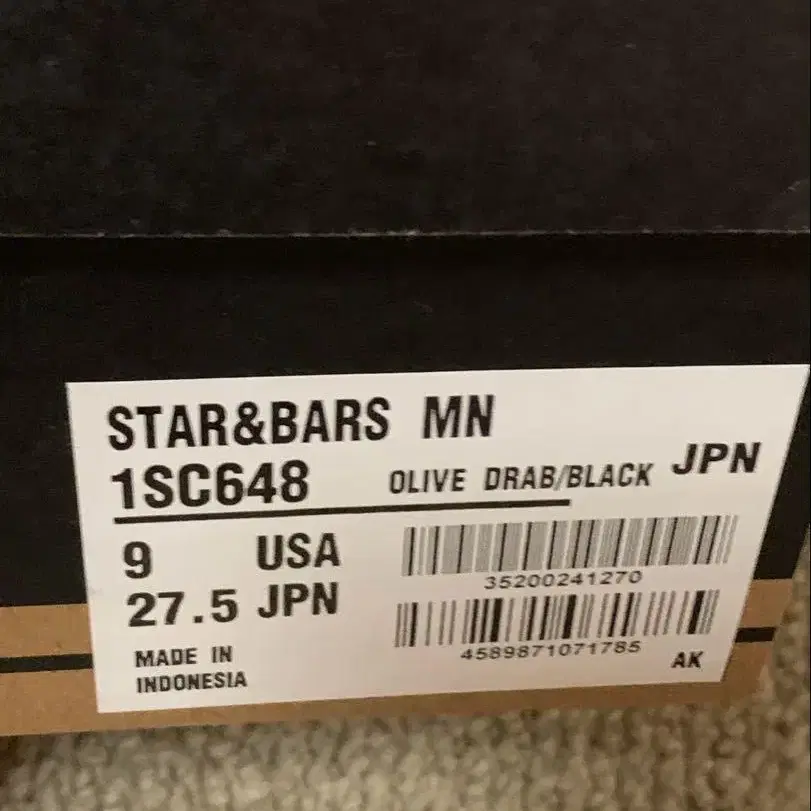 STAR&BARS MN
1SC648 OLIVE DRAB/BLACK JPN
9 USA
27.5 JPN
35200241270
4589871071785
MADE IN
INDONESIA
AK